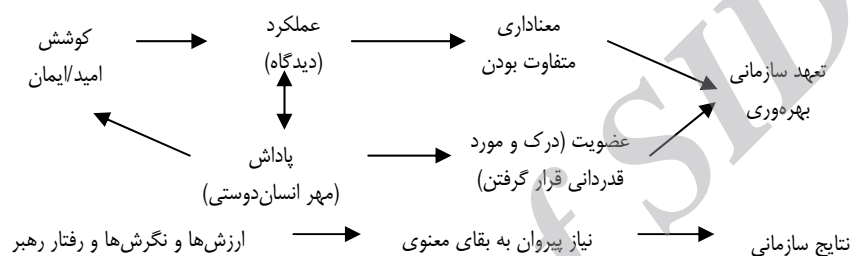 کوشش
امید/ایمان
عملکرد
(دیدگاه)
معناداری
متفاوت بودن
تعهد سازمانی
بهره‌وری
پاداش
(مهر انسان‌دوستی)
عضویت (درک و مورد
قدردانی قرار گرفتن)
ارزش‌ها و نگرش‌ها و رفتار رهبر
نیاز پیروان به بقای معنوی
نتایج سازمانی
f SID